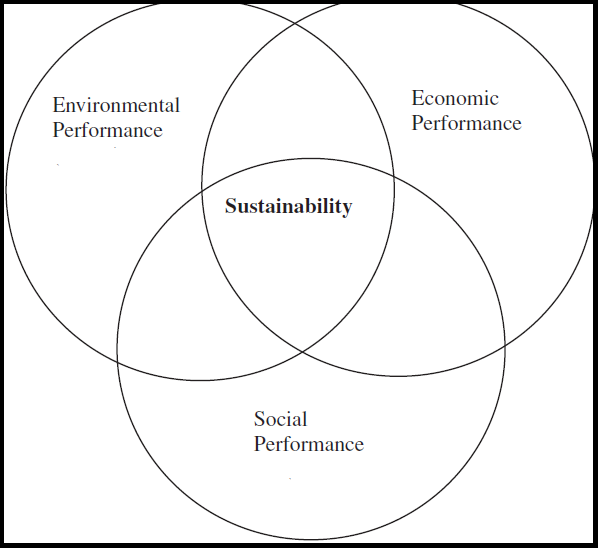 Environmental
Performance
Economic
Performance
Sustainability
Social
Performance